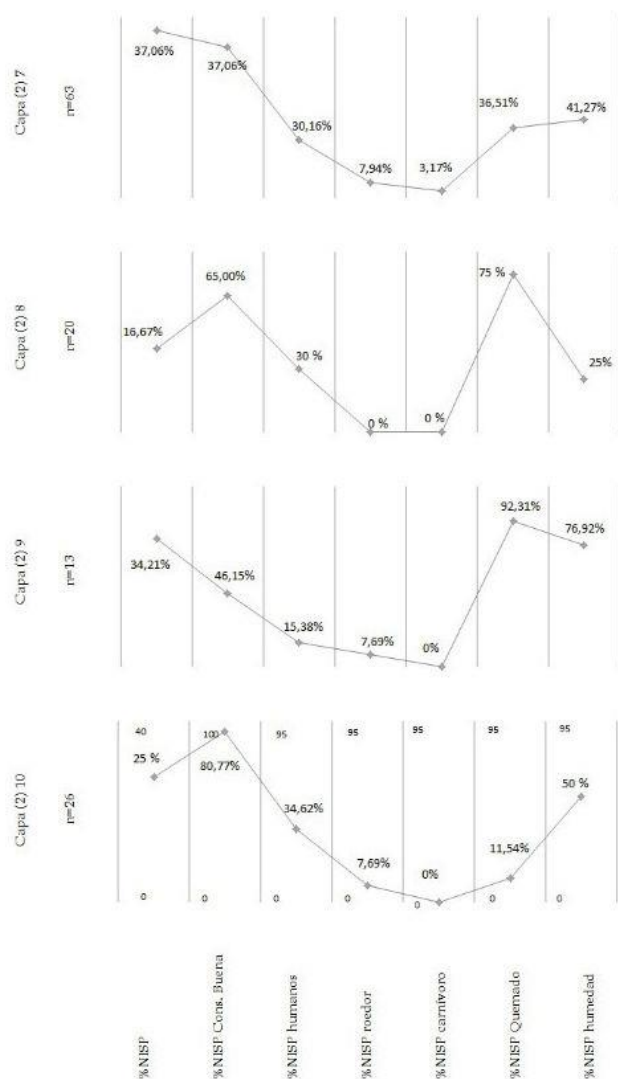 Capa (2) 7
n=63
37,06%
37,06%
30,16%
7,94%
3,17%
36,51%
41,27%
Capa (2) 8
n=20
16,67%
65,00%
30 %
0 %
0 %
75 %
25%
Capa (2) 9
n=13
34,21%
46,15%
15,38%
7,69%
0%
92,31%
76,92%
Capa (2) 10
n=26
40
100
95
95
95
95
95
25 %
80,77%
34,62%
7,69%
0%
11,54%
50 %
0
0
0
0
0
0
0
%NISP
%NISP Cons. Buena
%NISP humanos
%NISP roedor
%NISP carnívoro
%NISP Quemado
%NISP humedad